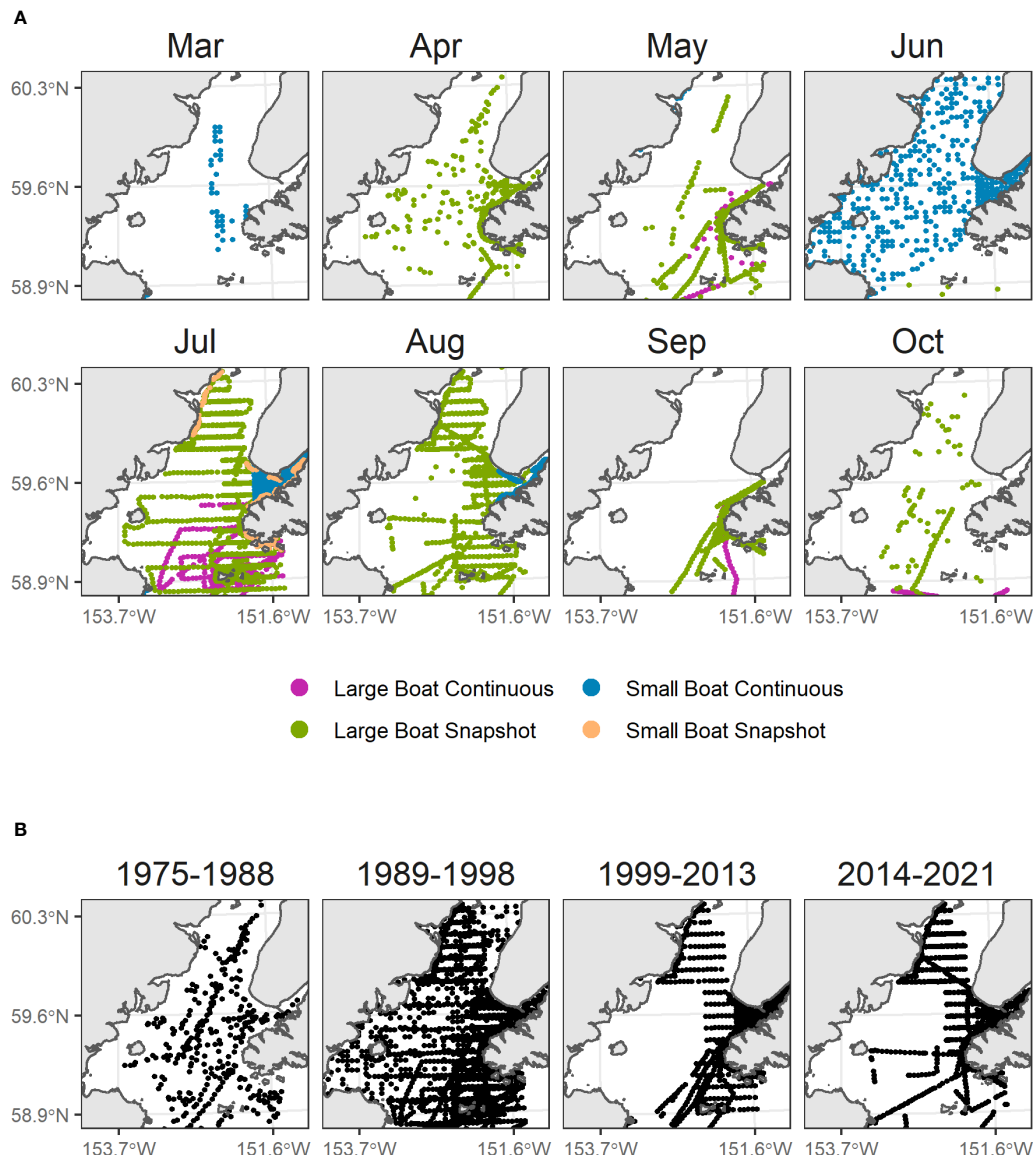 A
Mar Apr May Jun
60.3°N
59.6°N
58.9°N
Jul Aug Sep Oct
60.3°N
59.6°N
58.9°N
153.7°W 151.6°W 153.7°W 151.6°W 153.7°W 151.6°W 153.7°W 151.6°W
Large Boat Continuous Small Boat Continuous
Large Boat Snapshot Small Boat Snapshot
B
1975-1988 1989-1998 1999-2013 2014-2021
60.3°N
59.6°N
58.9°N
153.7°W 151.6°W 153.7°W 151.6°W 153.7°W 151.6°W 153.7°W 151.6°W